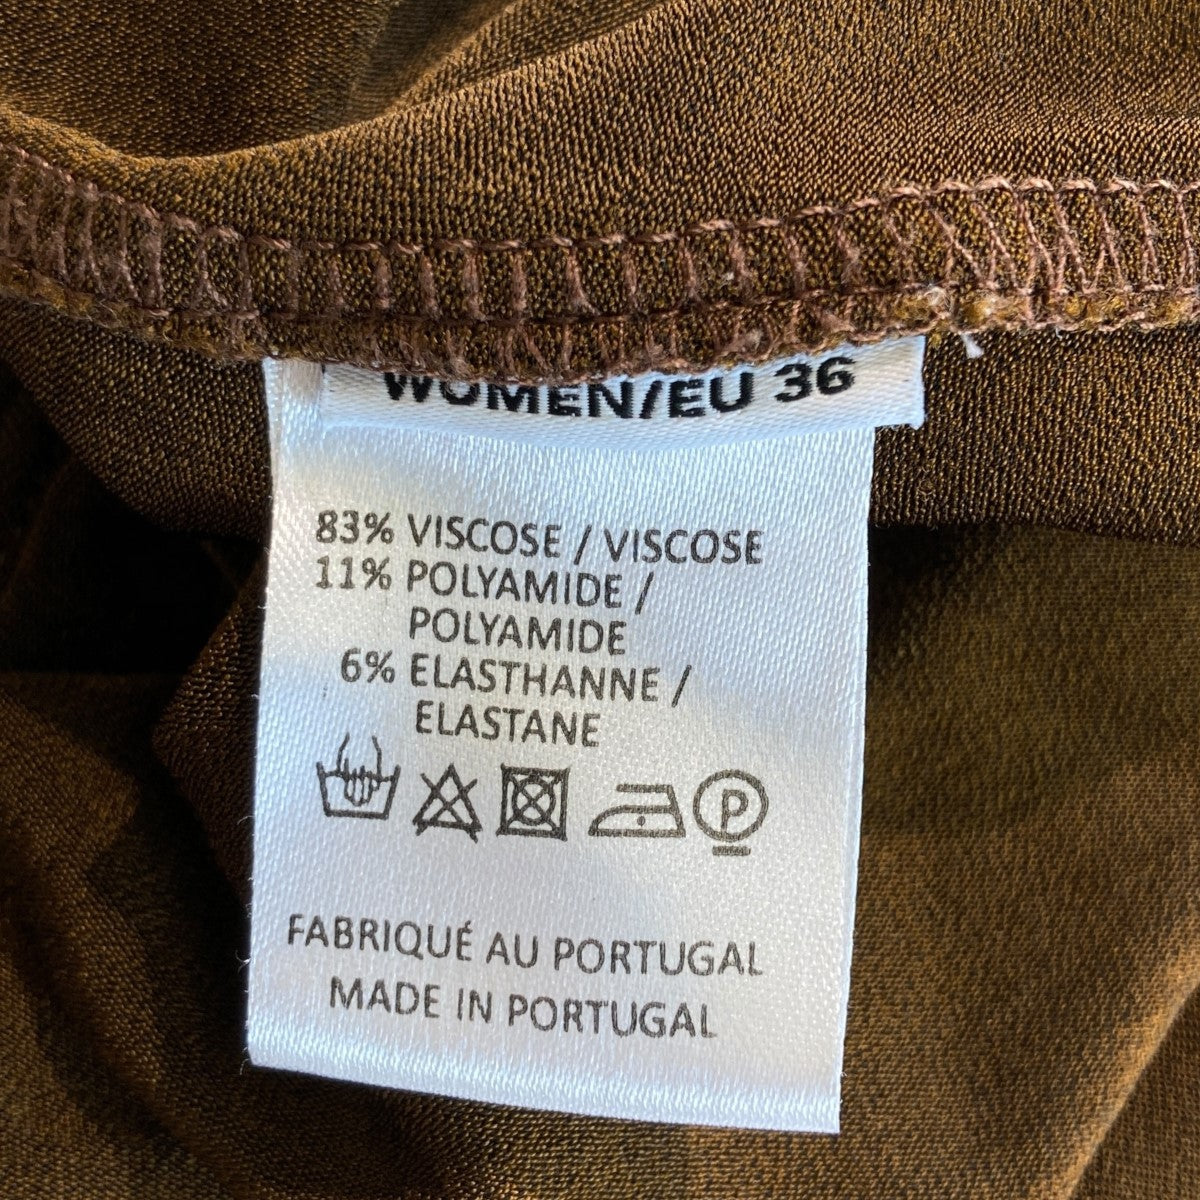 WOMEN/EU 36
83% VISCOSE / VISCOSE
11% POLYAMIDE /
POLYAMIDE
6% ELASTHANNE /
ELASTANE
P
FABRIQUÉ AU PORTUGAL
MADE IN PORTUGAL